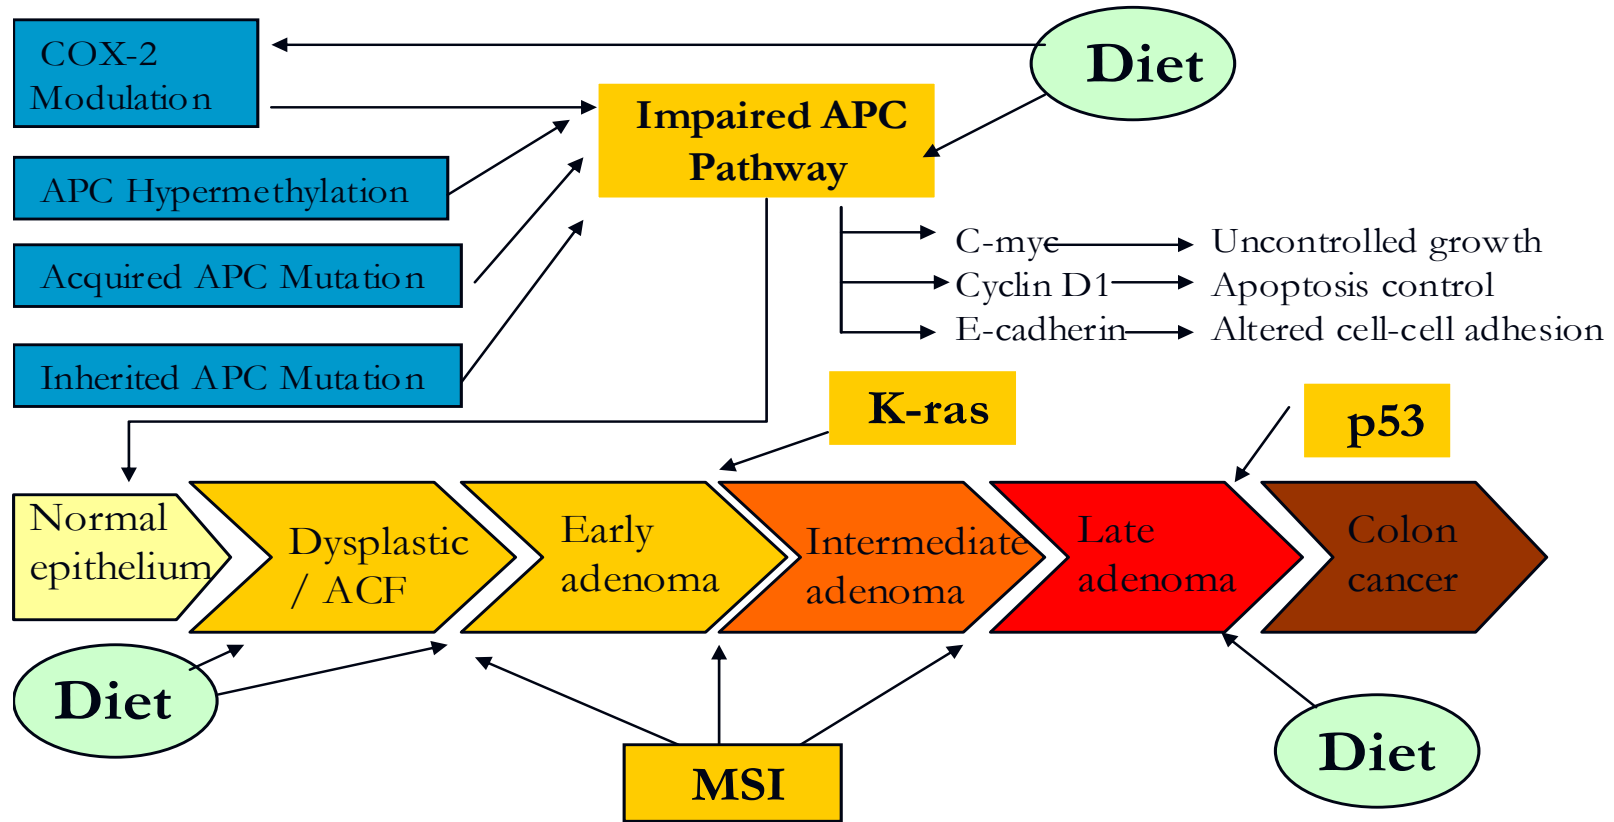 COX-2
Modulation
Diet
Impaired APC
Pathway
APC Hypermethylation
Acquired APC Mutation
Inherited APC Mutation
C-myc
Uncontrolled growth
Cyclin D1
Apoptosis control
E-cadherin
Altered cell-cell adhesion
K-ras
p53
Normal
epithelium
Dysplastic
/ ACF
Early
adenoma
Intermediate
adenoma
Late
adenoma
Colon
cancer
Diet
MSI
Diet